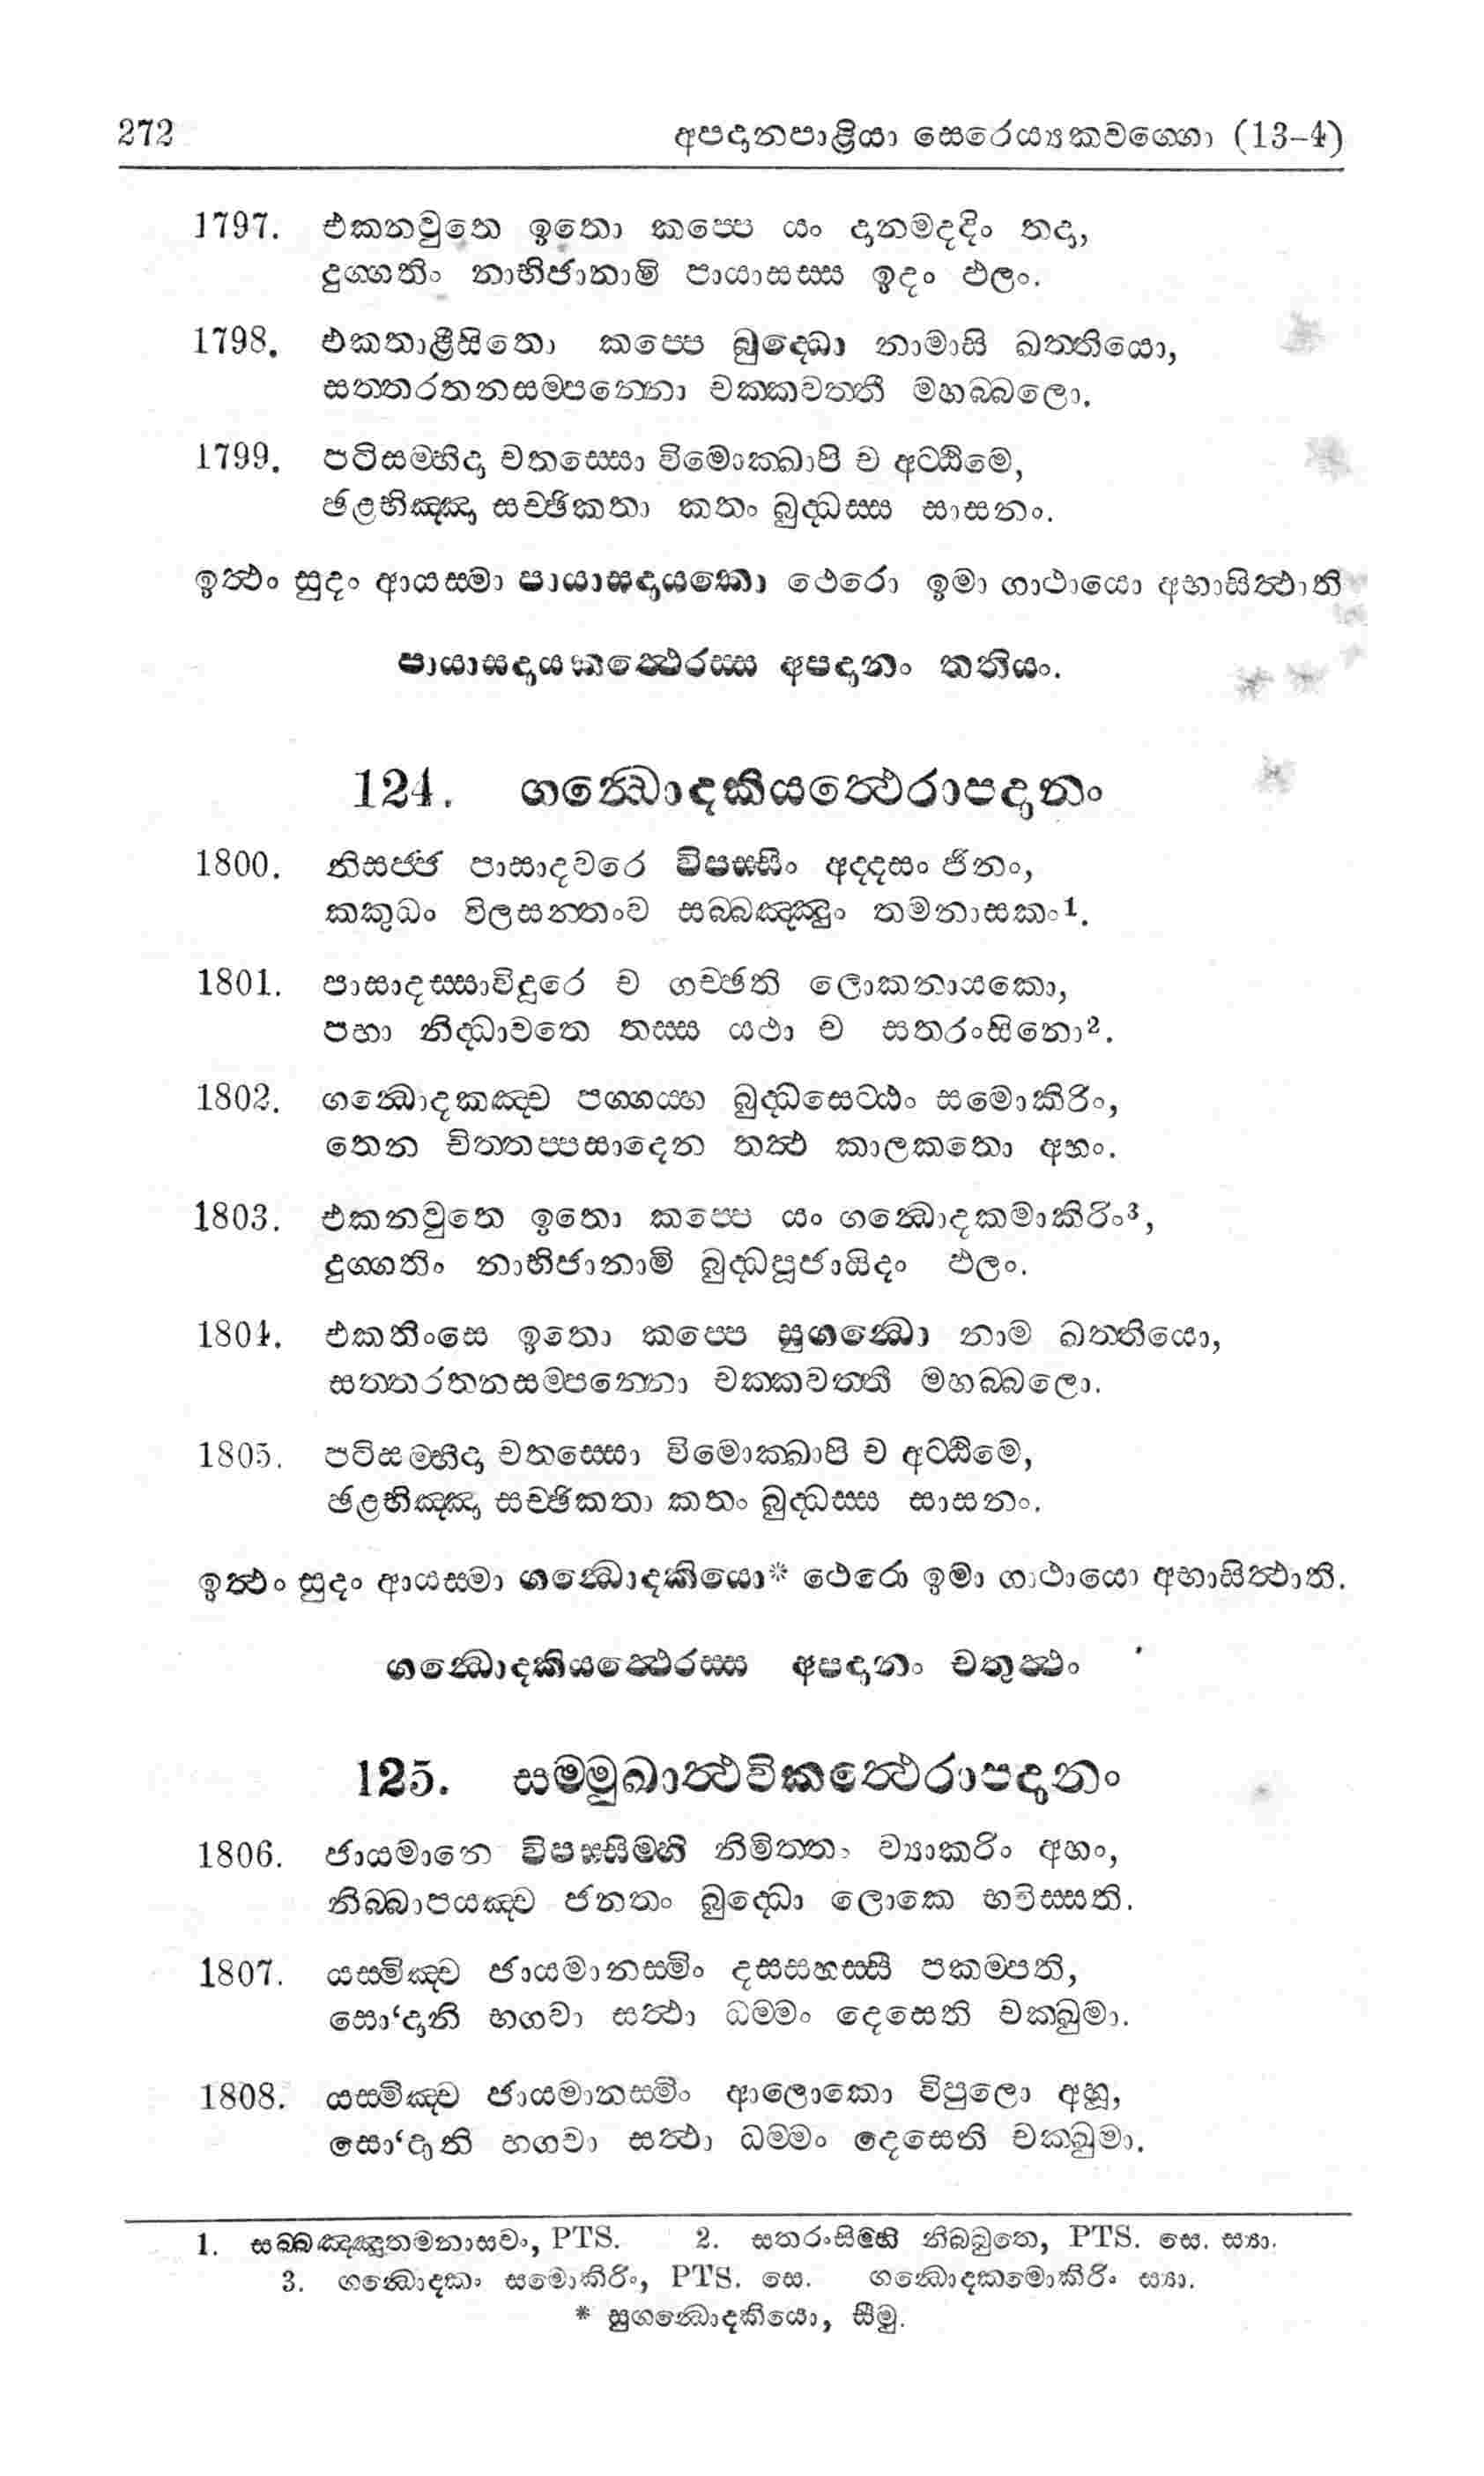 272 අපදානපාළියා සෙරෙය්‍යකවග්ගො (13-4)
1797. එකනවුතෙ ඉතො කප්පෙ යං දානමදදිං තදා,
දුග්ගතිං නාභිජානාමි පායාසස්ස ඉදං ඵලං.
1798. එකතාළීසිතො කප්පෙ බුද්ධො නාමාසි ඛත්තියො,
සත්තරතනසම්පන්නො චක්කවත්තී මහබ්බලො.
1799. පටිසම්භිදා චතස්සො විමොක්ඛාපි ච අට්ඨිමෙ,
ඡළභිඤ්ඤා සච්ඡිකතා කතං බුද්ධස්ස සාසනං.
ඉත්ථං සුදං ආයස්මා පායාසදායකො ථෙරො ඉමා ගාථායො අභාසිත්ථාති
පායාසදායකත්ථෙරස්ස අපදානං තතියං.
124. ගන්ධොදකියත්ථෙරාපදානං
1800. නිසජ්ජ පාසාදවරෙ විපස්සිං අද්දසං ජිනං,
කකුධං විලසන්තංව සබ්බඤ්ඤුං තමනාසකං1.
1801. පාසාදස්සාවිදූරෙ ච ගච්ඡති ලොකනායකො,
පභා නිද්ධාවතෙ තස්ස යථා ච සතරංසිනො2.
1802. ගන්ධොදකඤ්ච පග්ගය්හ බුද්ධසෙට්ඨං සමොකිරිං,
තෙන චිත්තප්පසාදෙන තත්ථ කාලකතො අහං.
1803. එකනවුතෙ ඉතො කප්පෙ යං ගන්ධොදකමාකිරිං3,
දුග්ගතිං නාභිජානාමි බුද්ධපූජායිදං ඵලං.
1804. එකතිංසෙ ඉතො කප්පෙ සුගන්ධො නාම ඛත්තියො,
සත්තරතනසම්පන්නො චක්කවත්තී මහබ්බලො.
1805. පටිසම්භිදා චතස්සො විමොක්ඛාපි ච අට්ඨිමෙ,
ඡළභිඤ්ඤා සච්ඡිකතා කතං බුද්ධස්ස සාසනං.
ඉත්ථං සුදං ආයස්මා ගන්ධොදකියො* ථෙරො ඉමා ගාථායො අභාසිත්ථාති.
ගන්ධොදකියත්ථෙරස්ස අපදානං චතුත්ථං
125. සම්මුඛාත්ථවිකත්ථෙරාපදානං
1806. ජායමානෙ විපස්සිම්හි නිමිත්තං ව්‍යාකරිං අහං,
නිබ්බාපයඤ්ච ජනතං බුද්ධො ලොකෙ භවිස්සති.
1807. යස්මිඤ්ච ජායමානස්මිං දසසහස්සී පකම්පති,
සො‘දානි භගවා සත්ථා ධම්මං දෙසෙති චක්ඛුමා.
1808. යස්මිඤ්ච ජායමානස්මිං ආලොකො විපුලො අහූ,
සො‘දානි භගවා සත්ථා ධම්මං දෙසෙති චක්ඛුමා.
1. සබ්බඤ්ඤුතමනාසවං, PTS. 2. සතරංසිම්හි නිබ්බුතෙ, PTS. සෙ. ස්‍යා.
3. ගන්ධොදකං සමොකිරිං, PTS. සෙ. ගන්ධොදකමොකිරිං ස්‍යා.
* සුගන්ධොදකියො, සීමු.